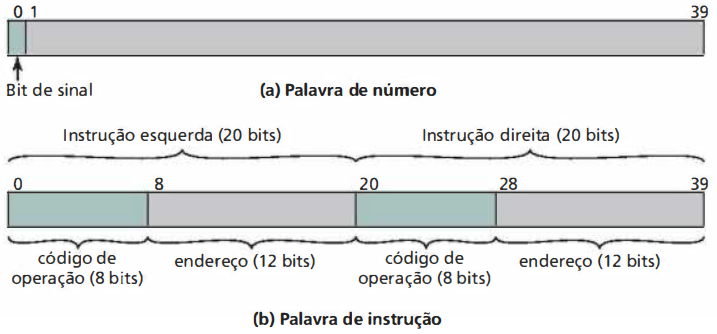 0 1 39
Bit de sinal
(a) Palavra de número
Instrução esquerda (20 bits) Instrução direita (20 bits)
0 8 20 28 39
código de operação (8 bits)
endereço (12 bits)
código de operação (8 bits)
endereço (12 bits)
(b) Palavra de instrução